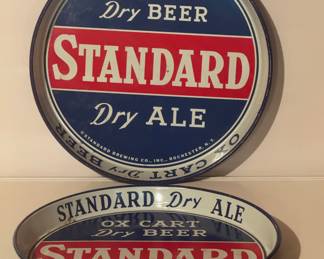 Dry BEER
STANDARD
Dry ALE
STANDARD BREWING CO., INC., ROCHESTER, N.Y.
OX CART Dry BEER
STANDARD Dry ALE
OX CART
Dry BEER
STANDARD